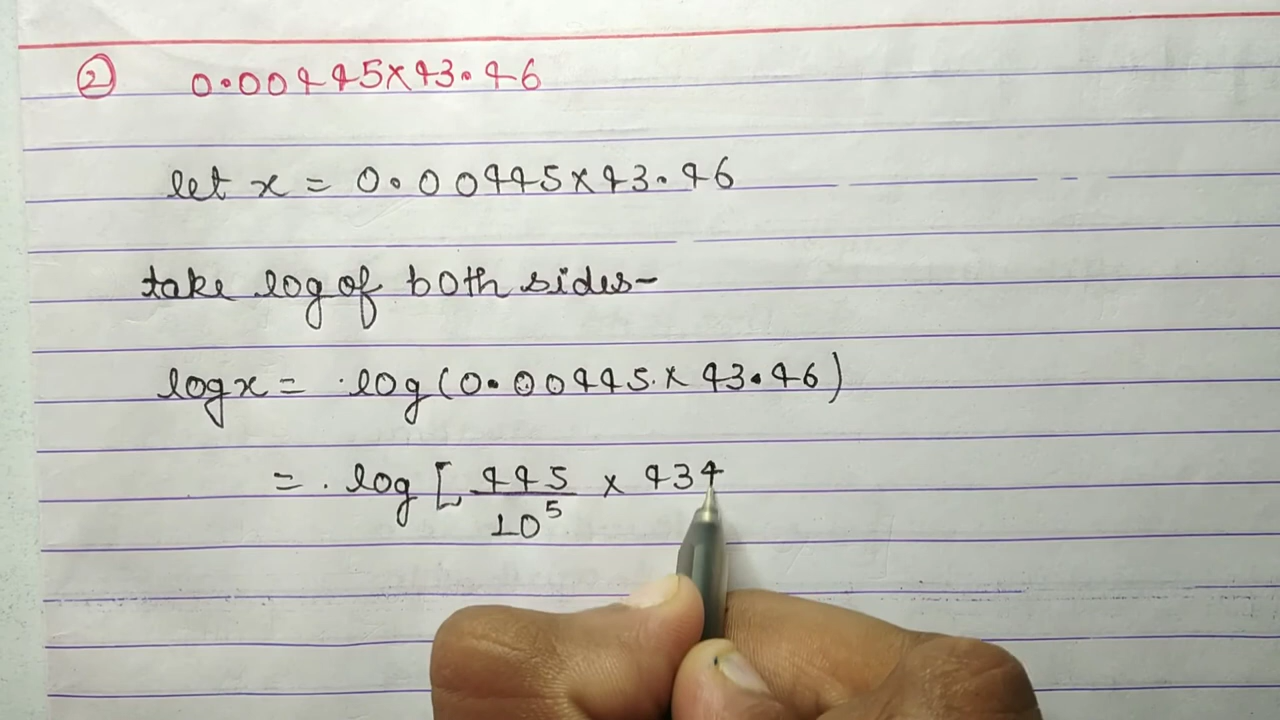 ② 0.00445×43.46
let x = 0.00445×43.46
take log of both sides-
log x = log(0.00445×43.46)
= log [445/10⁵ × 434